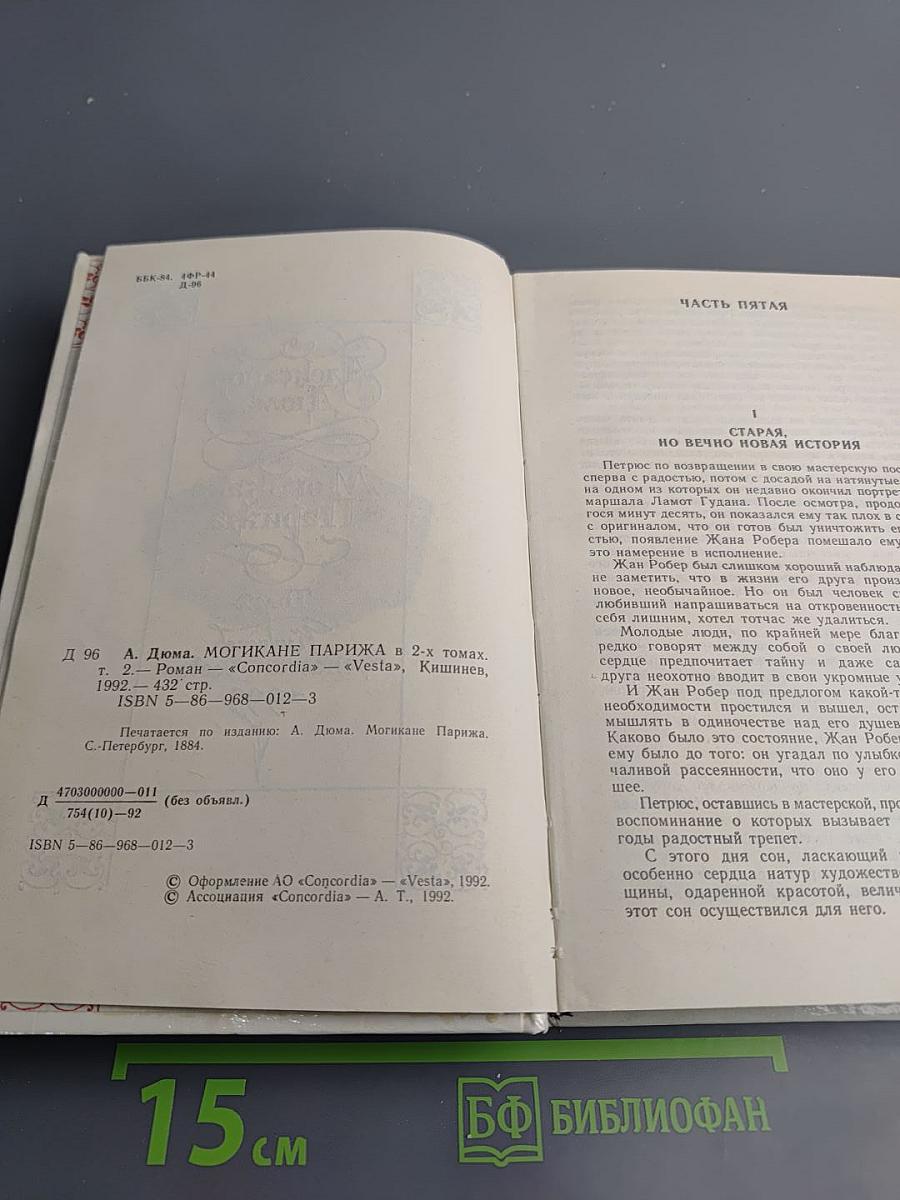 ББК-84. 4ФР-44
Д-96
Д 96 А. Дюма. МОГИКАНЕ ПАРИЖА в 2-х томах.
т. 2.— Роман — «Concordia» — «Vesta», Кишинев,
1992.— 432 стр.
ISBN 5—86—968—012—3
Печатается по изданию: А. Дюма. Могикане Парижа.
С.-Петербург, 1884.
Д 4703000000—011 (без объявл.)
754(10)—92
ISBN 5—86—968—012—3
© Оформление АО «Concordia» — «Vesta», 1992.
© Ассоциация «Concordia» — А. Т., 1992.
ЧАСТЬ ПЯТАЯ
I
СТАРАЯ,
НО ВЕЧНО НОВАЯ ИСТОРИЯ
Петрюс по возвращении в свою мастерскую пос
сперва с радостью, потом с досадой на натянутые
на одном из которых он недавно окончил портре
маршала Ламот Гудана. После осмотра, продо
гося минут десять, он показался ему так плох в с
с оригиналом, что он готов был уничтожить е
стью, появление Жана Робера помешало ему
это намерение в исполнение.
Жан Робер был слишком хороший наблюда
не заметить, что в жизни его друга произ
новое, необычайное. Но он был человек с
любивший напрашиваться на откровенность
себя лишним, хотел тотчас же удалиться.
Молодые люди, по крайней мере благ
редко говорят между собой о своей лю
сердце предпочитает тайну и даже са
друга неохотно вводит в свои укромные у
И Жан Робер под предлогом какой-т
необходимости простился и вышел, ост
мышлять в одиночестве над его душев
Каково было это состояние, Жан Робе
ему было до того: он угадал по улыбк
чаливой рассеянности, что оно у его
шее.
Петрюс, оставшись в мастерской, про
воспоминание о которых вызывает
годы радостный трепет.
С этого дня сон, ласкающий
особенно сердца натур художестве
щины, одаренной красотой, велич
этот сон осуществился для него.
15 см
БФ БИБЛИОФАН